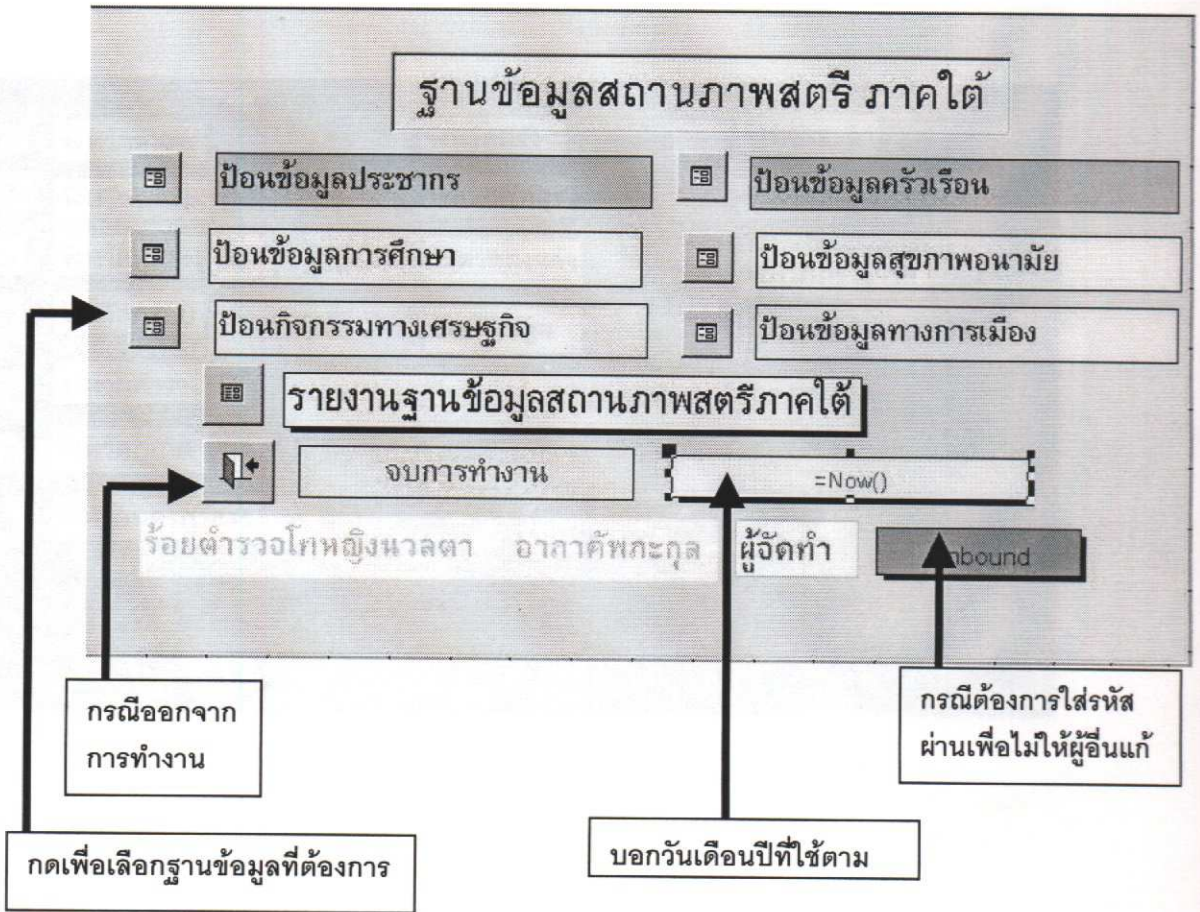 ฐานข้อมูลสถานภาพสตรี ภาคใต้
ป้อนข้อมูลประชากร
ป้อนข้อมูลครัวเรือน
ป้อนข้อมูลการศึกษา
ป้อนข้อมูลสุขภาพอนามัย
ป้อนกิจกรรมทางเศรษฐกิจ
ป้อนข้อมูลทางการเมือง
รายงานฐานข้อมูลสถานภาพสตรีภาคใต้
จบการทำงาน
=Now()
ร้อยตำรวจโทหญิงนวลตา อาภาคัพภะกุล ผู้จัดทำ
กรณีออกจาก
การทำงาน
กรณีต้องการใส่รหัส
ผ่านเพื่อไม่ให้ผู้อื่นแก้
กดเพื่อเลือกฐานข้อมูลที่ต้องการ
บอกวันเดือนปีที่ใช้ตาม